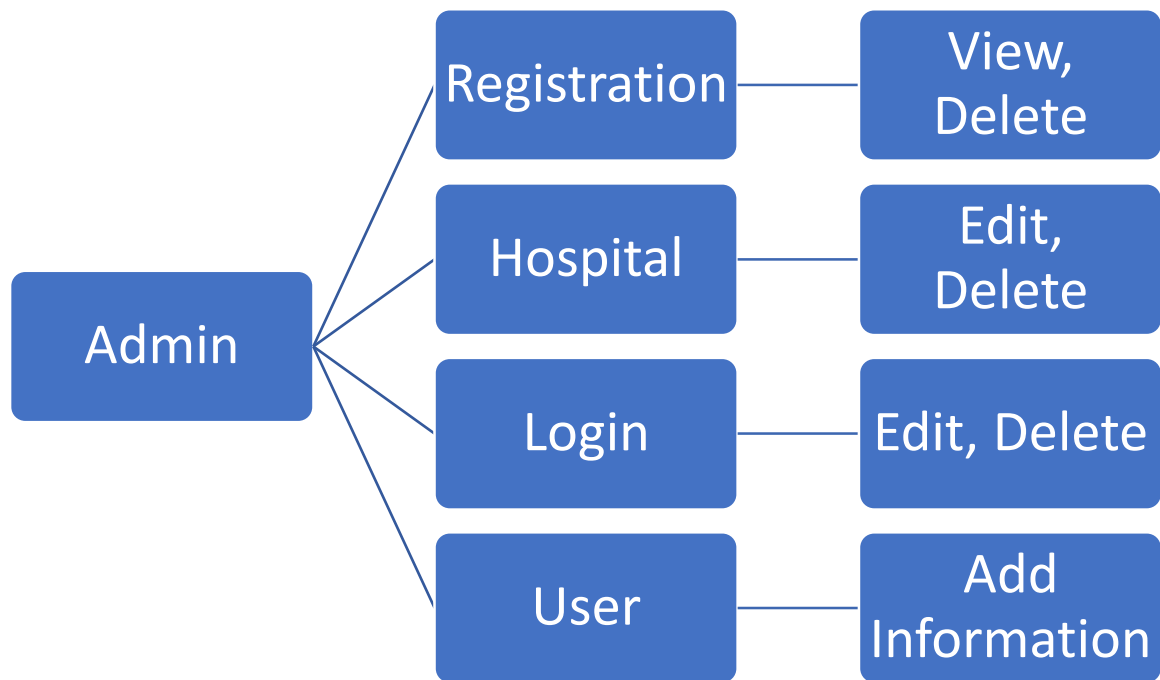 Admin
Registration
View,
Delete
Hospital
Edit,
Delete
Login
Edit, Delete
User
Add
Information